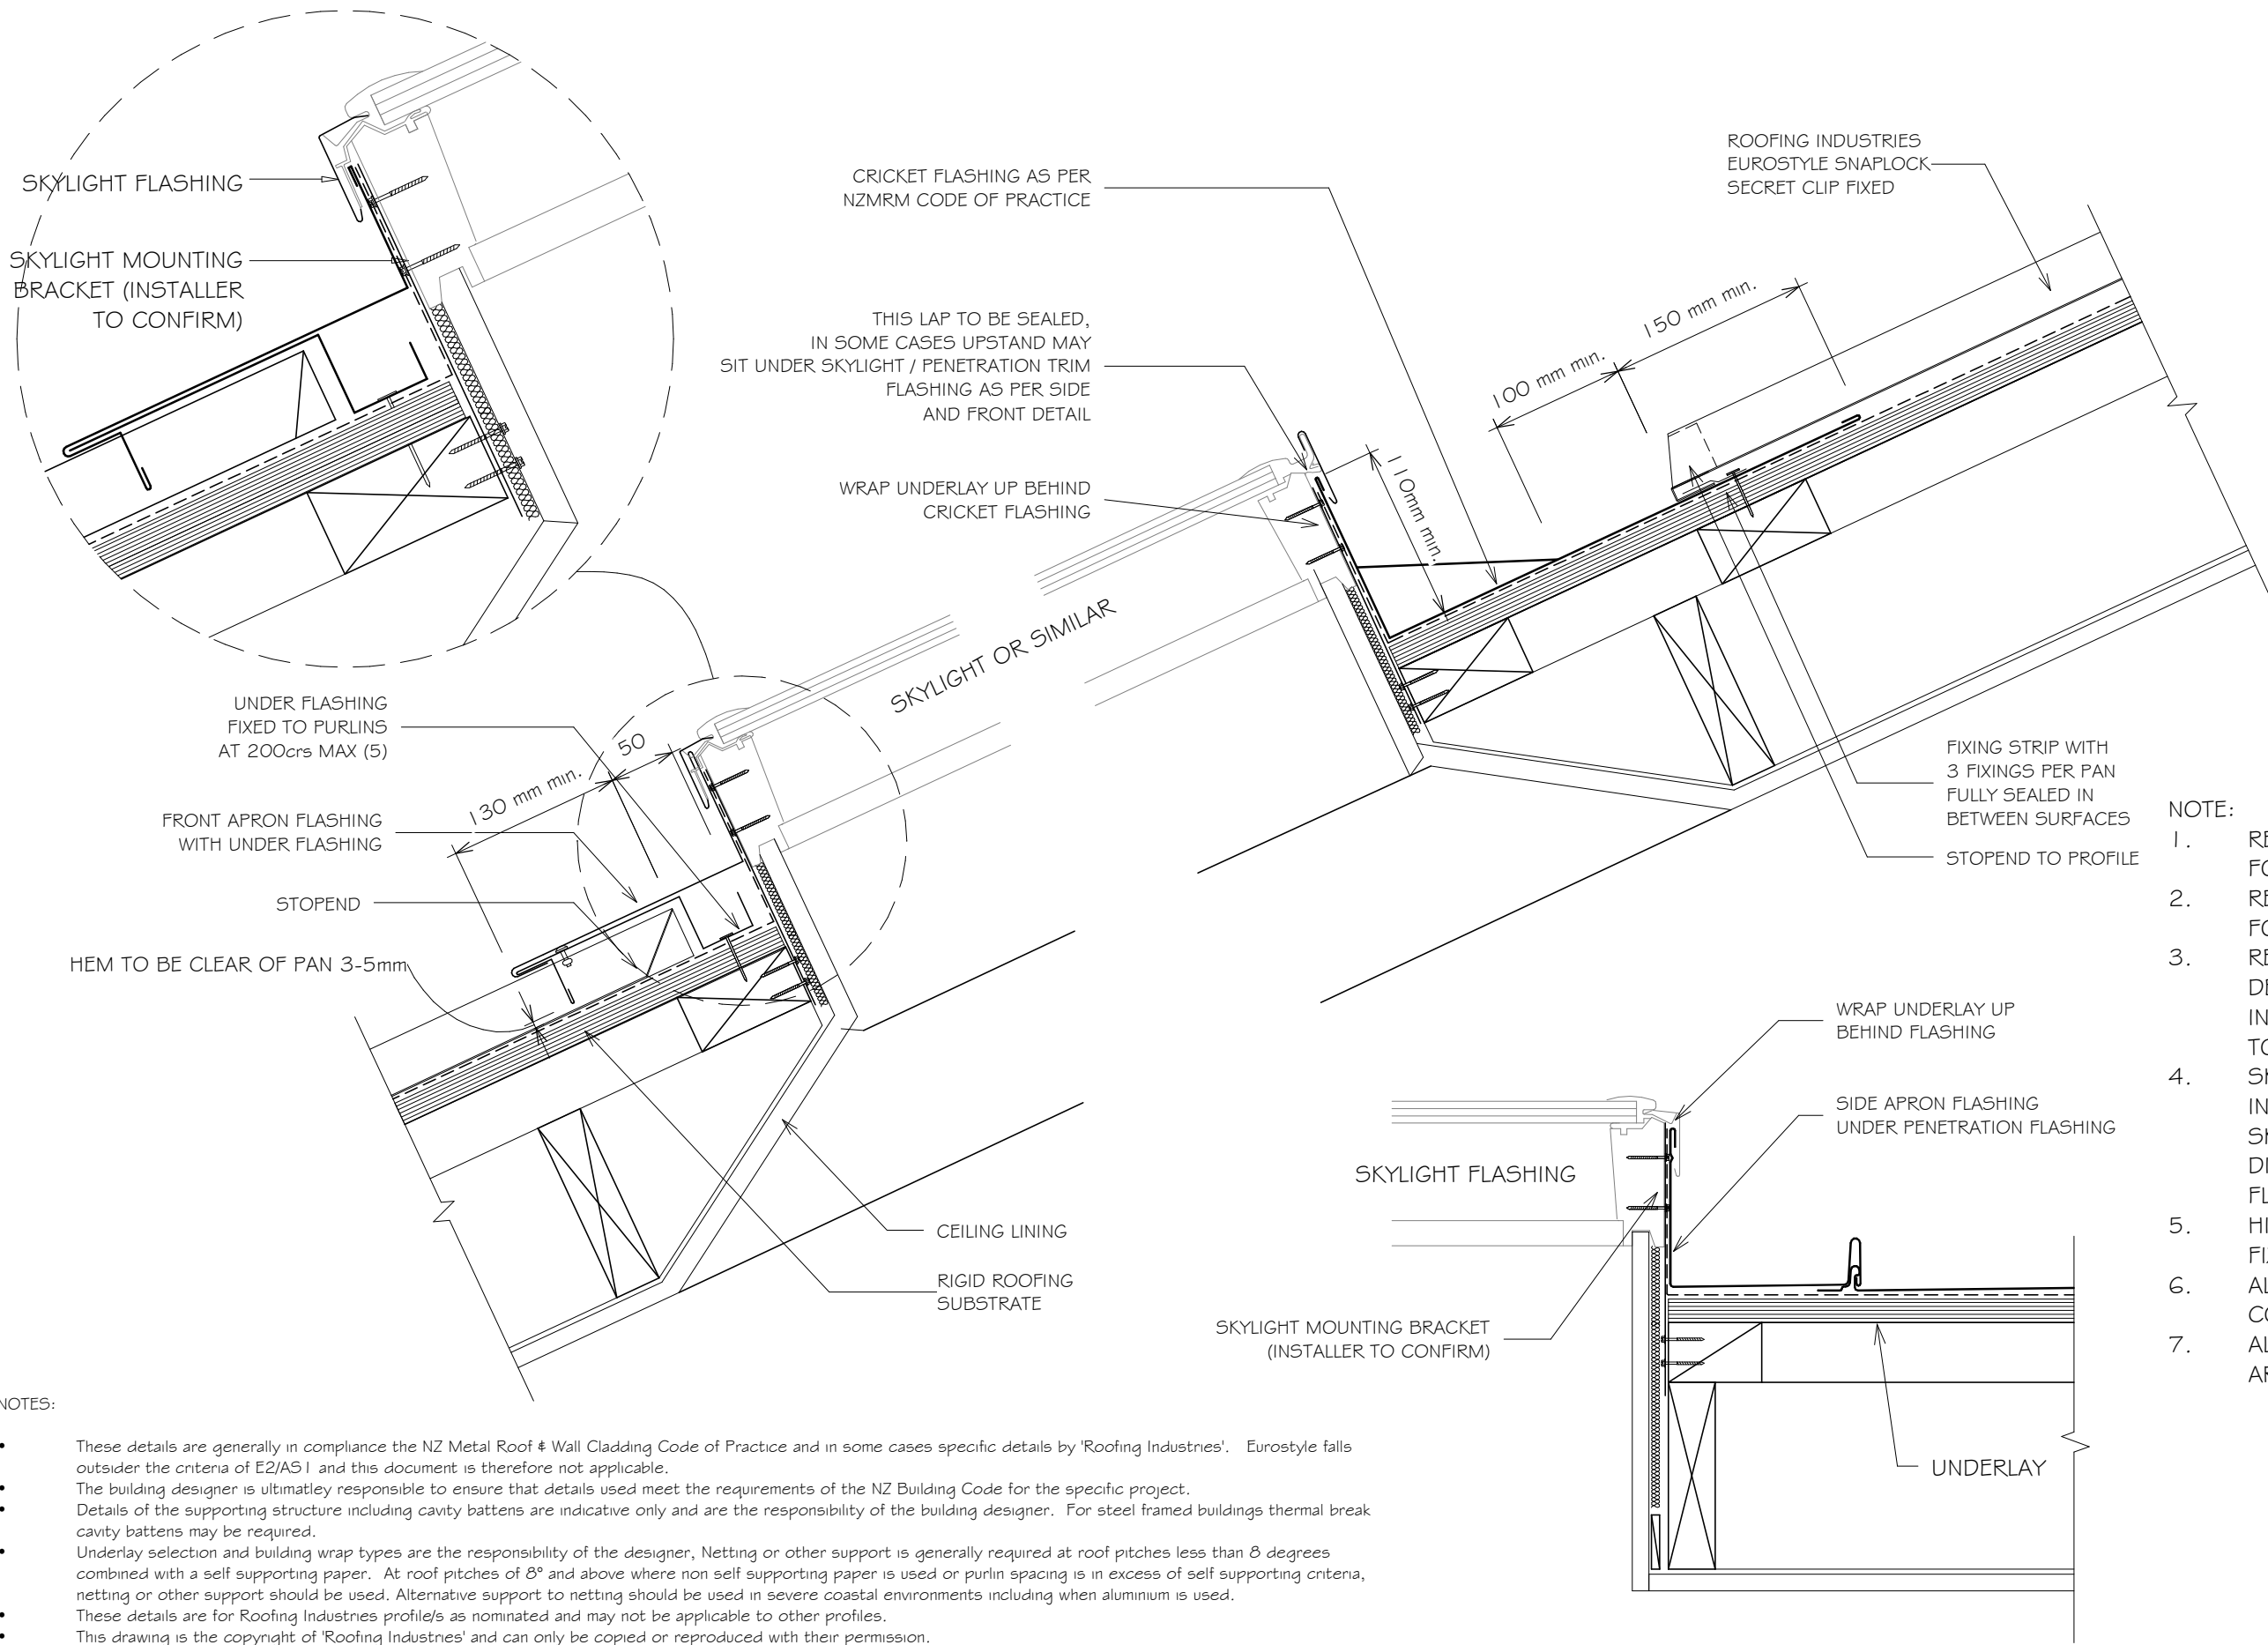 SKYLIGHT FLASHING
SKYLIGHT MOUNTING
BRACKET (INSTALLER
TO CONFIRM)
CRICKET FLASHING AS PER
NZMRM CODE OF PRACTICE
THIS LAP TO BE SEALED,
IN SOME CASES UPSTAND MAY
SIT UNDER SKYLIGHT / PENETRATION TRIM
FLASHING AS PER SIDE
AND FRONT DETAIL
WRAP UNDERLAY UP BEHIND
CRICKET FLASHING
ROOFING INDUSTRIES
EUROSTYLE SNAPLOCK
SECRET CLIP FIXED
150 mm min.
100 mm min.
110mm min.
SKYLIGHT OR SIMILAR
UNDER FLASHING
FIXED TO PURLINS
AT 200crs MAX (5)
50
130 mm min.
FRONT APRON FLASHING
WITH UNDER FLASHING
STOPEND
HEM TO BE CLEAR OF PAN 3-5mm
CEILING LINING
RIGID ROOFING
SUBSTRATE
FIXING STRIP WITH
3 FIXINGS PER PAN
FULLY SEALED IN
BETWEEN SURFACES
STOPEND TO PROFILE
WRAP UNDERLAY UP
BEHIND FLASHING
SIDE APRON FLASHING
UNDER PENETRATION FLASHING
SKYLIGHT FLASHING
SKYLIGHT MOUNTING BRACKET
(INSTALLER TO CONFIRM)
UNDERLAY
NOTE:
1.
2.
3.
IN
TO
4.
IN
5.
6.
7.
NOTES:
• These details are generally in compliance the NZ Metal Roof & Wall Cladding Code of Practice and in some cases specific details by 'Roofing Industries'. Eurostyle falls
outsider the criteria of E2/AS1 and this document is therefore not applicable.
• The building designer is ultimatley responsible to ensure that details used meet the requirements of the NZ Building Code for the specific project.
• Details of the supporting structure including cavity battens are indicative only and are the responsibility of the building designer. For steel framed buildings thermal break
cavity battens may be required.
• Underlay selection and building wrap types are the responsibility of the designer, Netting or other support is generally required at roof pitches less than 8 degrees
combined with a self supporting paper. At roof pitches of 8° and above where non self supporting paper is used or purlin spacing is in excess of self supporting criteria,
netting or other support should be used. Alternative support to netting should be used in severe coastal environments including when aluminium is used.
• These details are for Roofing Industries profile/s as nominated and may not be applicable to other profiles.
• This drawing is the copyright of 'Roofing Industries' and can only be copied or reproduced with their permission.